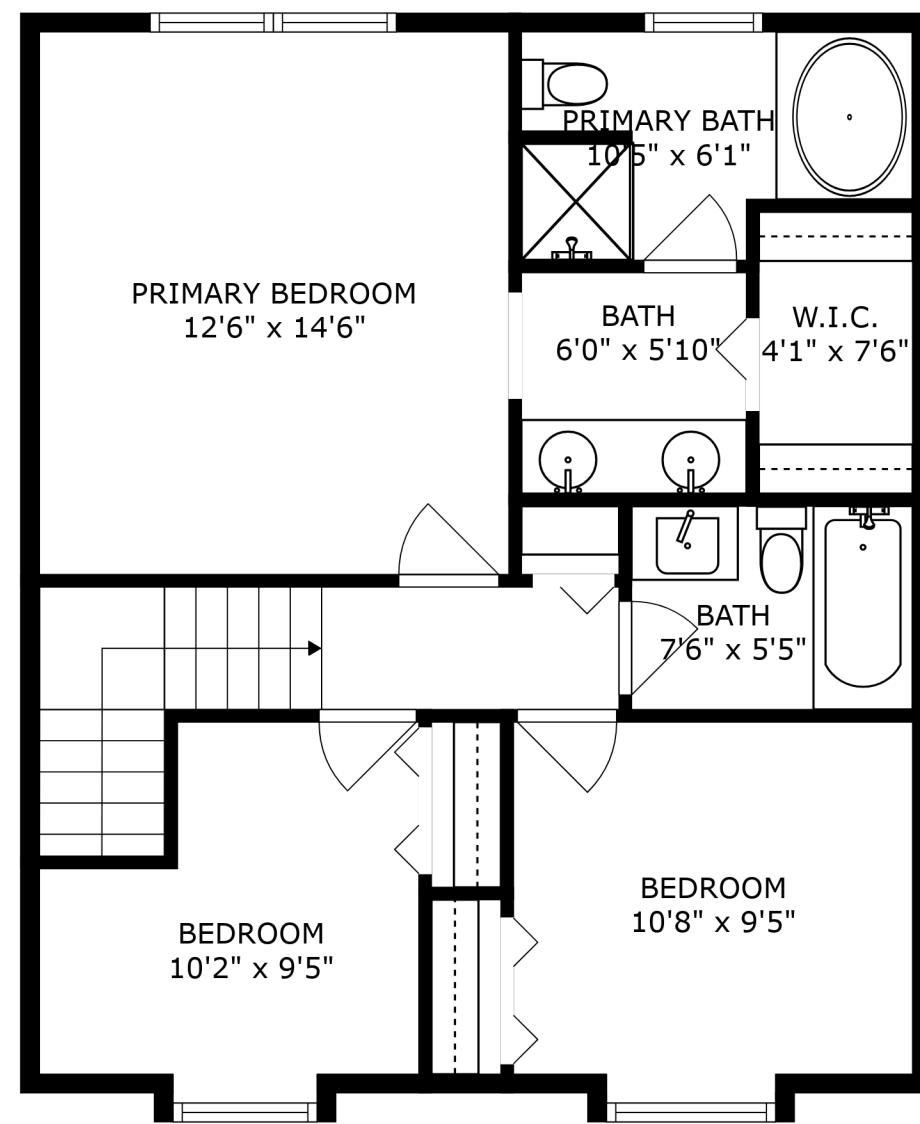 PRIMARY BATH
10'5" x 6'1"
PRIMARY BEDROOM
12'6" x 14'6"
BATH
6'0" x 5'10"
W.I.C.
4'1" x 7'6"
BATH
7'6" x 5'5"
BEDROOM
10'8" x 9'5"
BEDROOM
10'2" x 9'5"